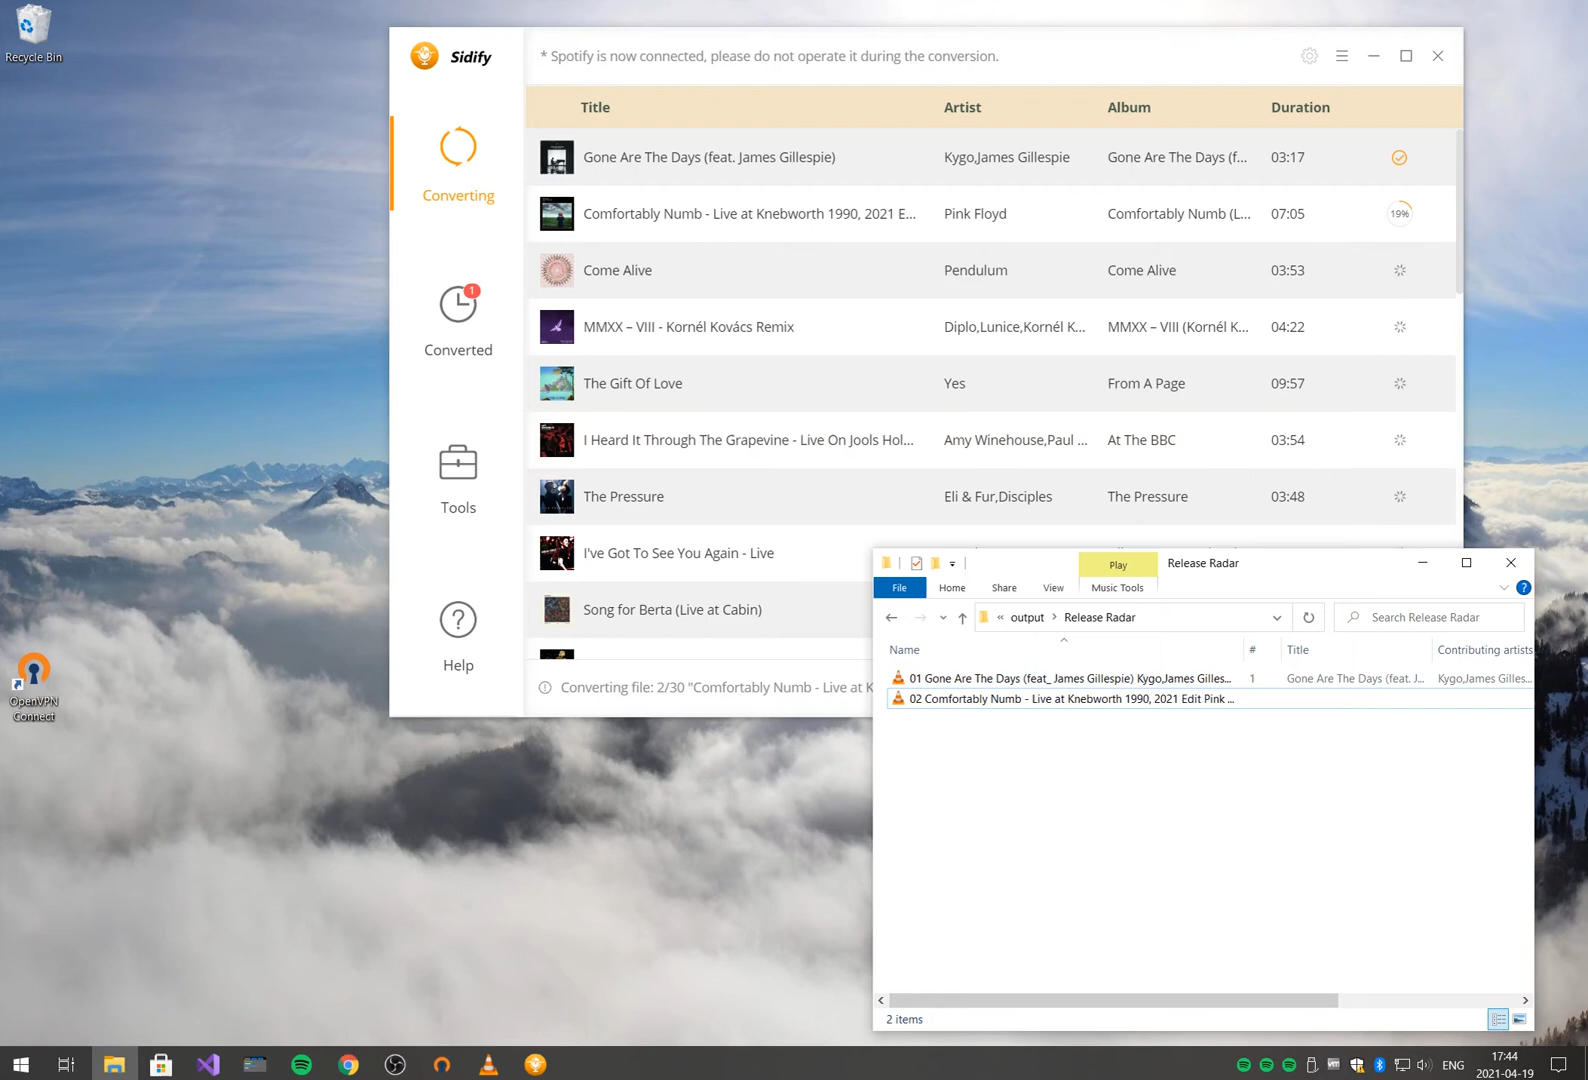 Recycle Bin
OpenVPN
Connect
Sidify
* Spotify is now connected, please do not operate it during the conversion.
Converting
1
Converted
Tools
Help
Title Artist Album Duration
Gone Are The Days (feat. James Gillespie) Kygo,James Gillespie Gone Are The Days (f... 03:17
Comfortably Numb - Live at Knebworth 1990, 2021 E... Pink Floyd Comfortably Numb (L... 07:05 19%
Come Alive Pendulum Come Alive 03:53
MMXX – VIII - Kornél Kovács Remix Diplo,Lunice,Kornél K... MMXX – VIII (Kornél K... 04:22
The Gift Of Love Yes From A Page 09:57
I Heard It Through The Grapevine - Live On Jools Hol... Amy Winehouse,Paul ... At The BBC 03:54
The Pressure Eli & Fur,Disciples The Pressure 03:48
I've Got To See You Again - Live
Song for Berta (Live at Cabin)
Converting file: 2/30 "Comfortably Numb - Live at K
Play Release Radar
File Home Share View Music Tools
« output > Release Radar Search Release Radar
Name # Title Contributing artists
01 Gone Are The Days (feat_ James Gillespie) Kygo,James Gilles... 1 Gone Are The Days (feat. J... Kygo,James Gilles...
02 Comfortably Numb - Live at Knebworth 1990, 2021 Edit Pink ...
2 items
ENG
17:44
2021-04-19